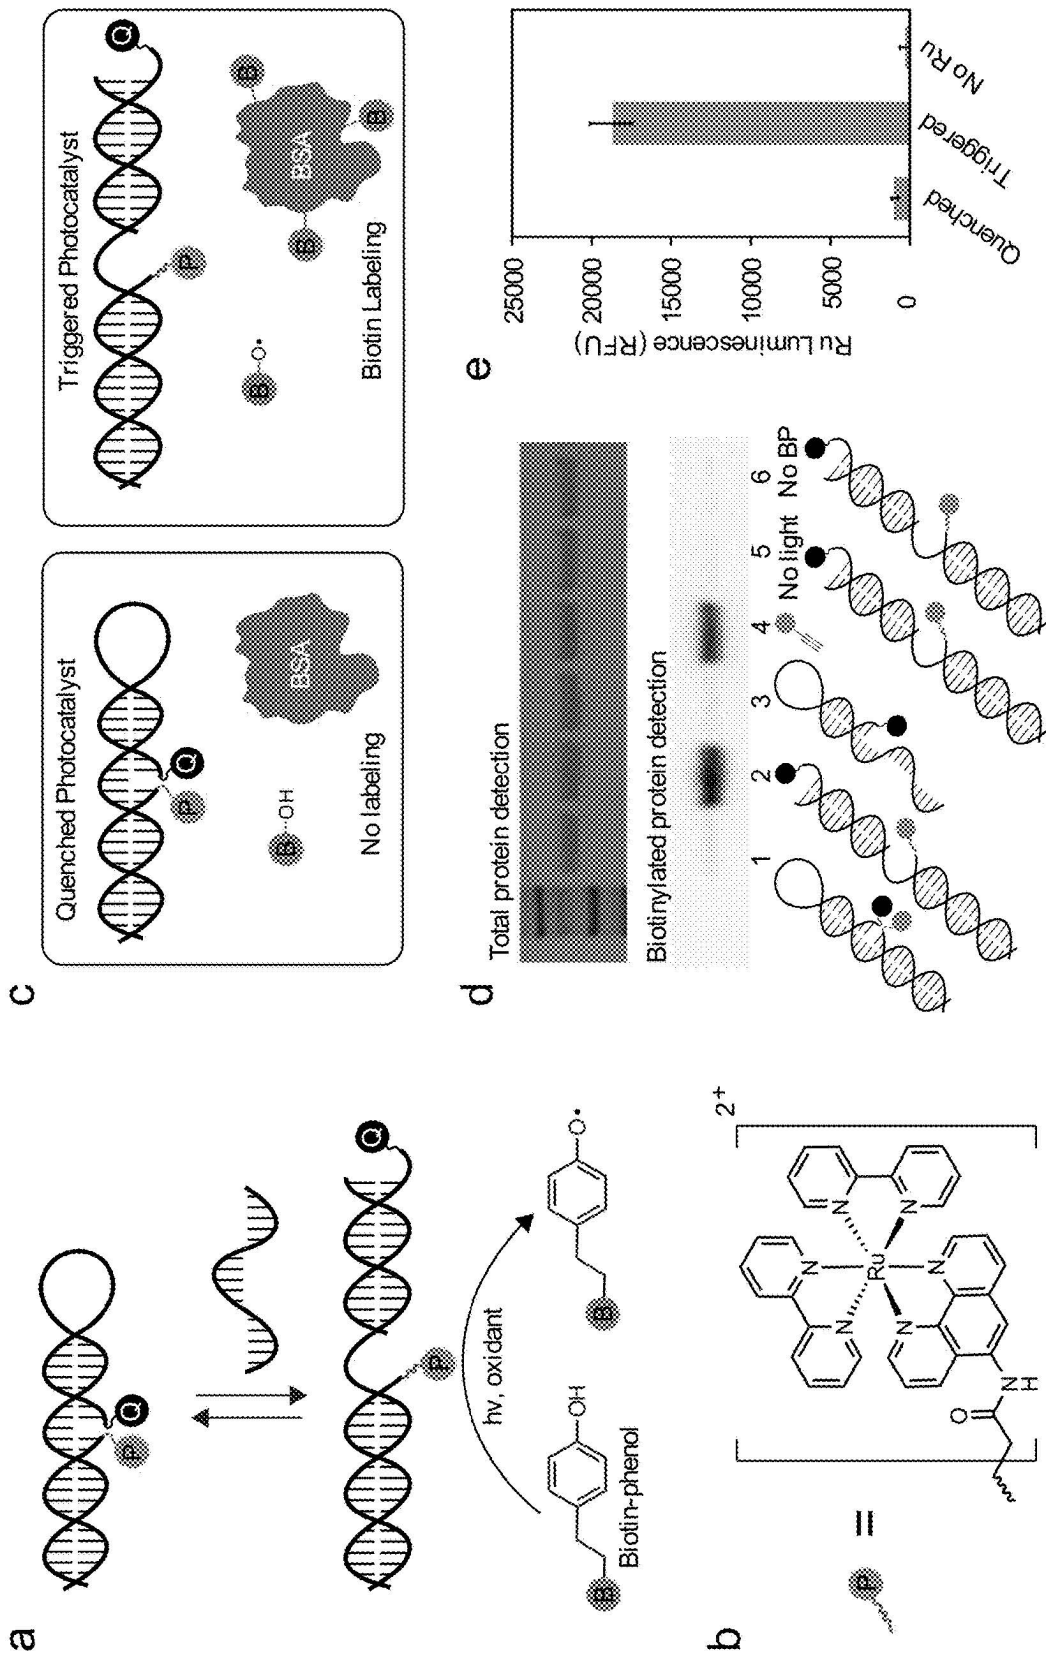 a
P
Q
Q
P
hv, oxidant
B
OH
Biotin-phenol
B
O•
b
P
=
2+
N
N
N
N
Ru
N
N
O
N
H
c
Quenched Photocatalyst
P
Q
B
OH
BSA
No labeling
Triggered Photocatalyst
Q
P
B
O•
B
B
B
BSA
Biotin Labeling
d
Total protein detection
Biotinylated protein detection
1 2 3 4 5 6
No light No BP
e
Ru Luminescence (RFU)
25000
20000
15000
10000
5000
0
Quenched
Triggered
No Ru